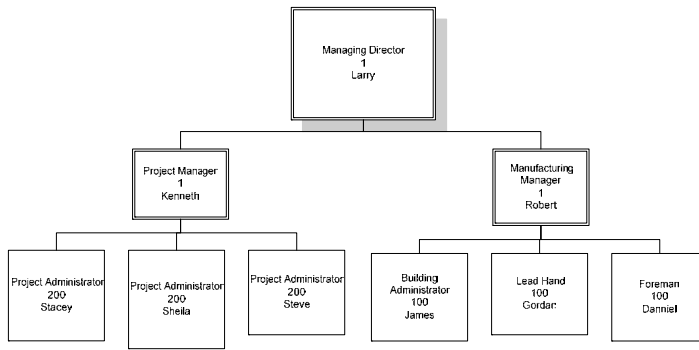 Managing Director
1
Larry
Project Manager
1
Kenneth
Manufacturing
Manager
1
Robert
Project Administrator
200
Stacey
Project Administrator
200
Sheila
Project Administrator
200
Steve
Building
Administrator
100
James
Lead Hand
100
Gordac
Foreman
100
Danniel